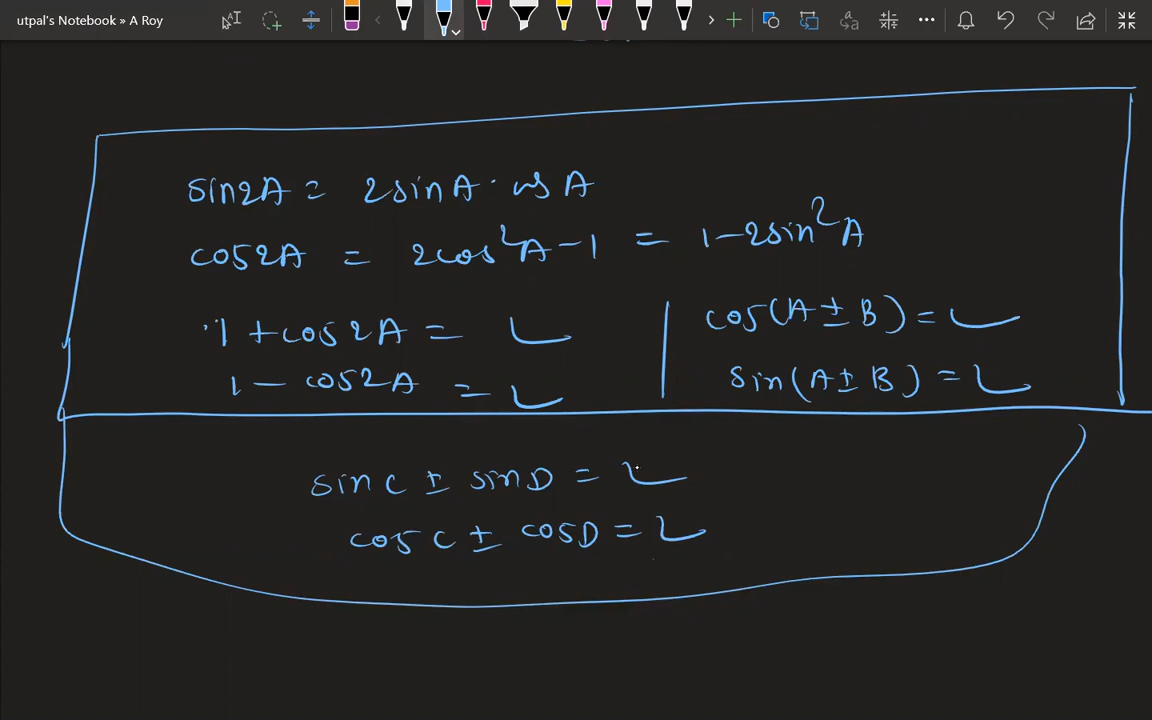 utpal's Notebook » A Roy
sin2A = 2sinA · cosA
cos2A = 2cos²A - 1 = 1 - 2sin²A
1 + cos2A =
cos(A ± B) =
1 - cos2A =
sin(A ± B) =
sinC ± sinD =
cosC ± cosD =